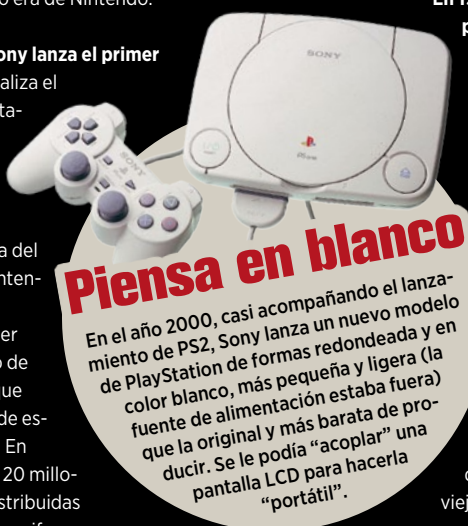 o era de Nintendo.
ony lanza el primer
aliza el
ta-
a del
nten-
er
o de
que
de es-
. En
20 millo-
stribuidas
En
p
viej
SONY
SONY
Piensa en blanco
En el año 2000, casi acompañando el lanza-
miento de PS2, Sony lanza un nuevo modelo
de PlayStation de formas redondeada y en
color blanco, más pequeña y ligera (la
fuente de alimentación estaba fuera)
que la original y más barata de pro-
ducir. Se le podía “acoplar” una
pantalla LCD para hacerla
“portátil”.